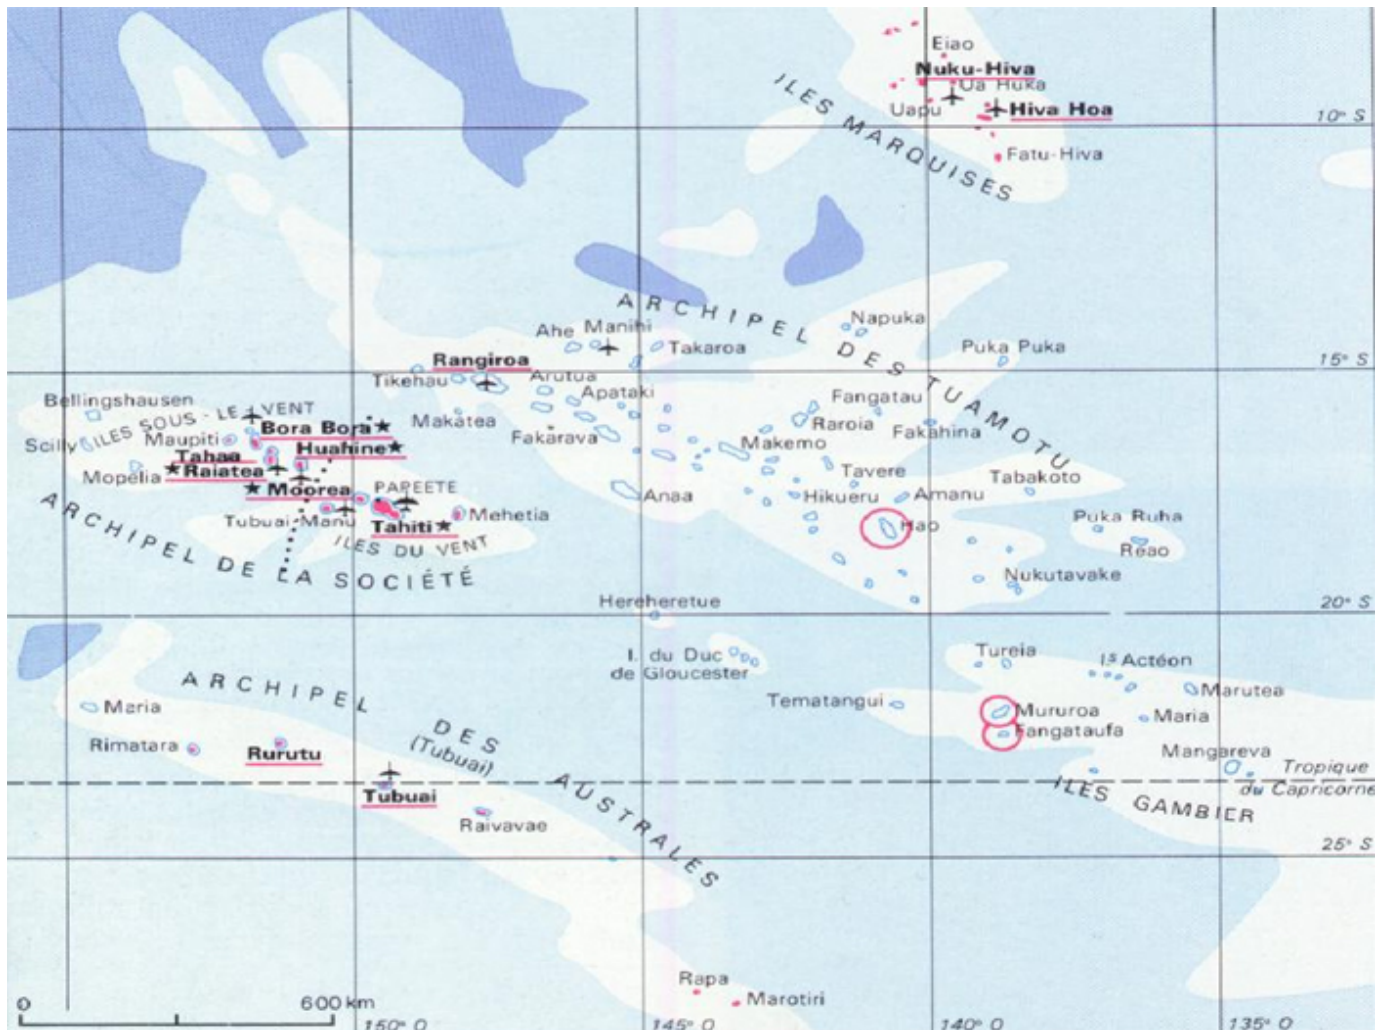 Eiao
Nuku-Hiva
Ua Huka
Uapu
Hiva Hoa
10° S
Fatu-Hiva
ILES MARQUISES
ARCHIPEL DES TUAMOTU
Napuka
Ahe Manihi
Takaroa
Puka Puka
15° S
Rangiroa
Tikehau
Arutua
Apataki
Fangatau
Makatea
Raroia
Fakahina
Fakarava
Makemo
Bellingshausen
ILES SOUS-LE-VENT
Bora Bora★
Scilly
Maupiti
Huahine★
Tahaa
★Raiatea
Mopelia
★Moorea
PAPEETE
Tavere
Tabakoto
Anaa
Hikueru
Amanu
Tubuai-Manu
Tahiti★
Mehetia
Hao
Puka Ruha
Reao
ILES DU VENT
ARCHIPEL DE LA SOCIÉTÉ
Nukutavake
Hereheretue
20° S
I. du Duc
de Gloucester
Tureia
Is Actéon
Tematangui
Marutea
Mururoa
Maria
Fangataufa
Mangareva
ARCHIPEL DES AUSTRALES
(Tubuai)
Maria
Rimatara
Rurutu
Tropique
du Capricorne
Tubuai
ILES GAMBIER
Raivavae
25° S
Rapa
Marotiri
0 600 km
150° O 145° O 140° O 135° O